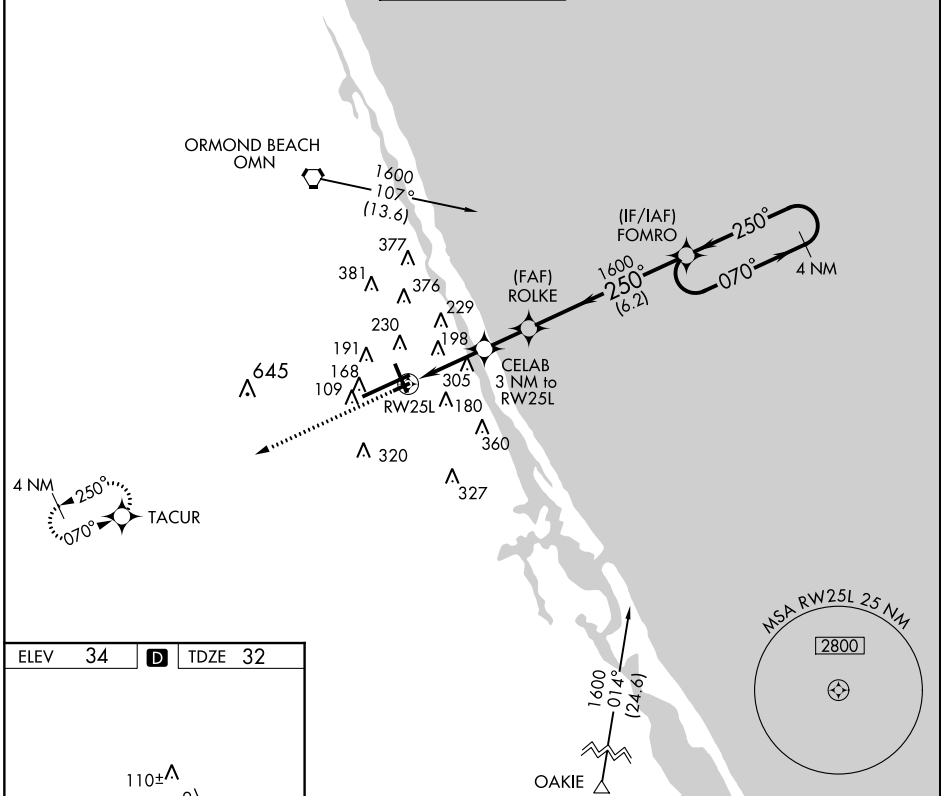 ORMOND BEACH
OMN
1600
107°
(13.6)
377
381
376
229
230
198
191
168
109
645
305
180
360
320
327
RW25L
CELAB
3 NM to
RW25L
(FAF)
ROLKE
1600
250°
(6.2)
(IF/IAF)
FOMRO
250°
070°
4 NM
4 NM
250°
070°
TACUR
MSA RW25L 25 NM
2800
1600
014°
(24.6)
OAKIE
ELEV 34 D TDZE 32
110±